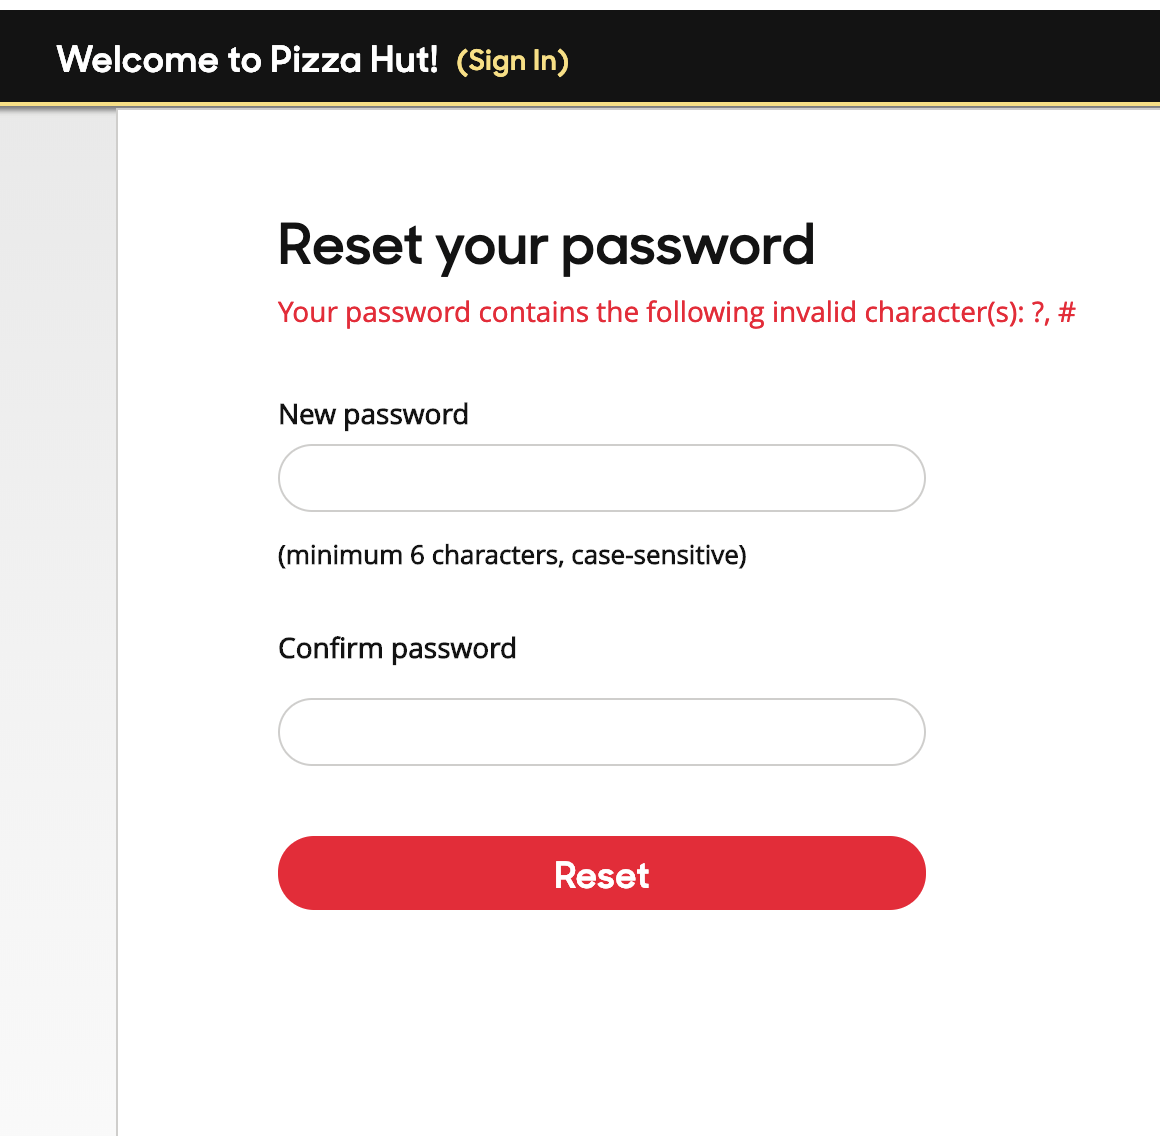 Welcome to Pizza Hut! (Sign In)
Reset your password
Your password contains the following invalid character(s): ?, #
New password
(minimum 6 characters, case-sensitive)
Confirm password
Reset